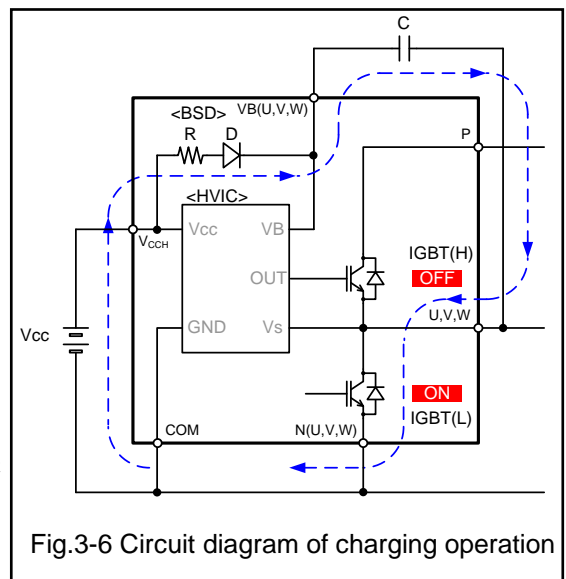 C
<BSD>
VB(U,V,W)
R
D
P
<HVIC>
VCCH
Vcc
VB
IGBT(H)
OUT
OFF
U,V,W
Vcc
GND
Vs
ON
IGBT(L)
COM
N(U,V,W)
Fig.3-6 Circuit diagram of charging operation